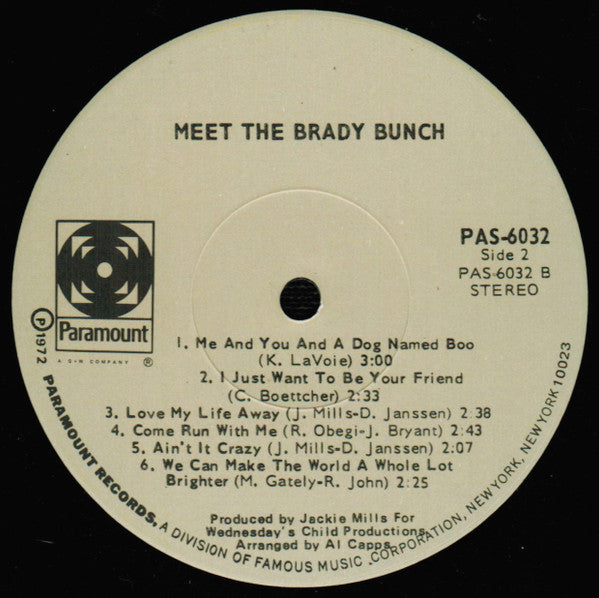 MEET THE BRADY BUNCH
PAS-6032
Side 2
PAS-6032 B
STEREO
Paramount
A G+W COMPANY ®
1. Me And You And A Dog Named Boo
(K. LaVoie) 3:00
2. I Just Want To Be Your Friend
(C. Boettcher) 2:33
3. Love My Life Away (J. Mills-D. Janssen) 2:38
4. Come Run With Me (R. Obegi-J. Bryant) 2:43
5. Ain't It Crazy (J. Mills-D. Janssen) 2:07
6. We Can Make The World A Whole Lot
Brighter (M. Gately-R. John) 2:25
Produced by Jackie Mills For
Wednesday's Child Productions
Arranged by Al Capps
℗ 1972 PARAMOUNT RECORDS, A DIVISION OF FAMOUS MUSIC CORPORATION, NEW YORK, NEW YORK 10023